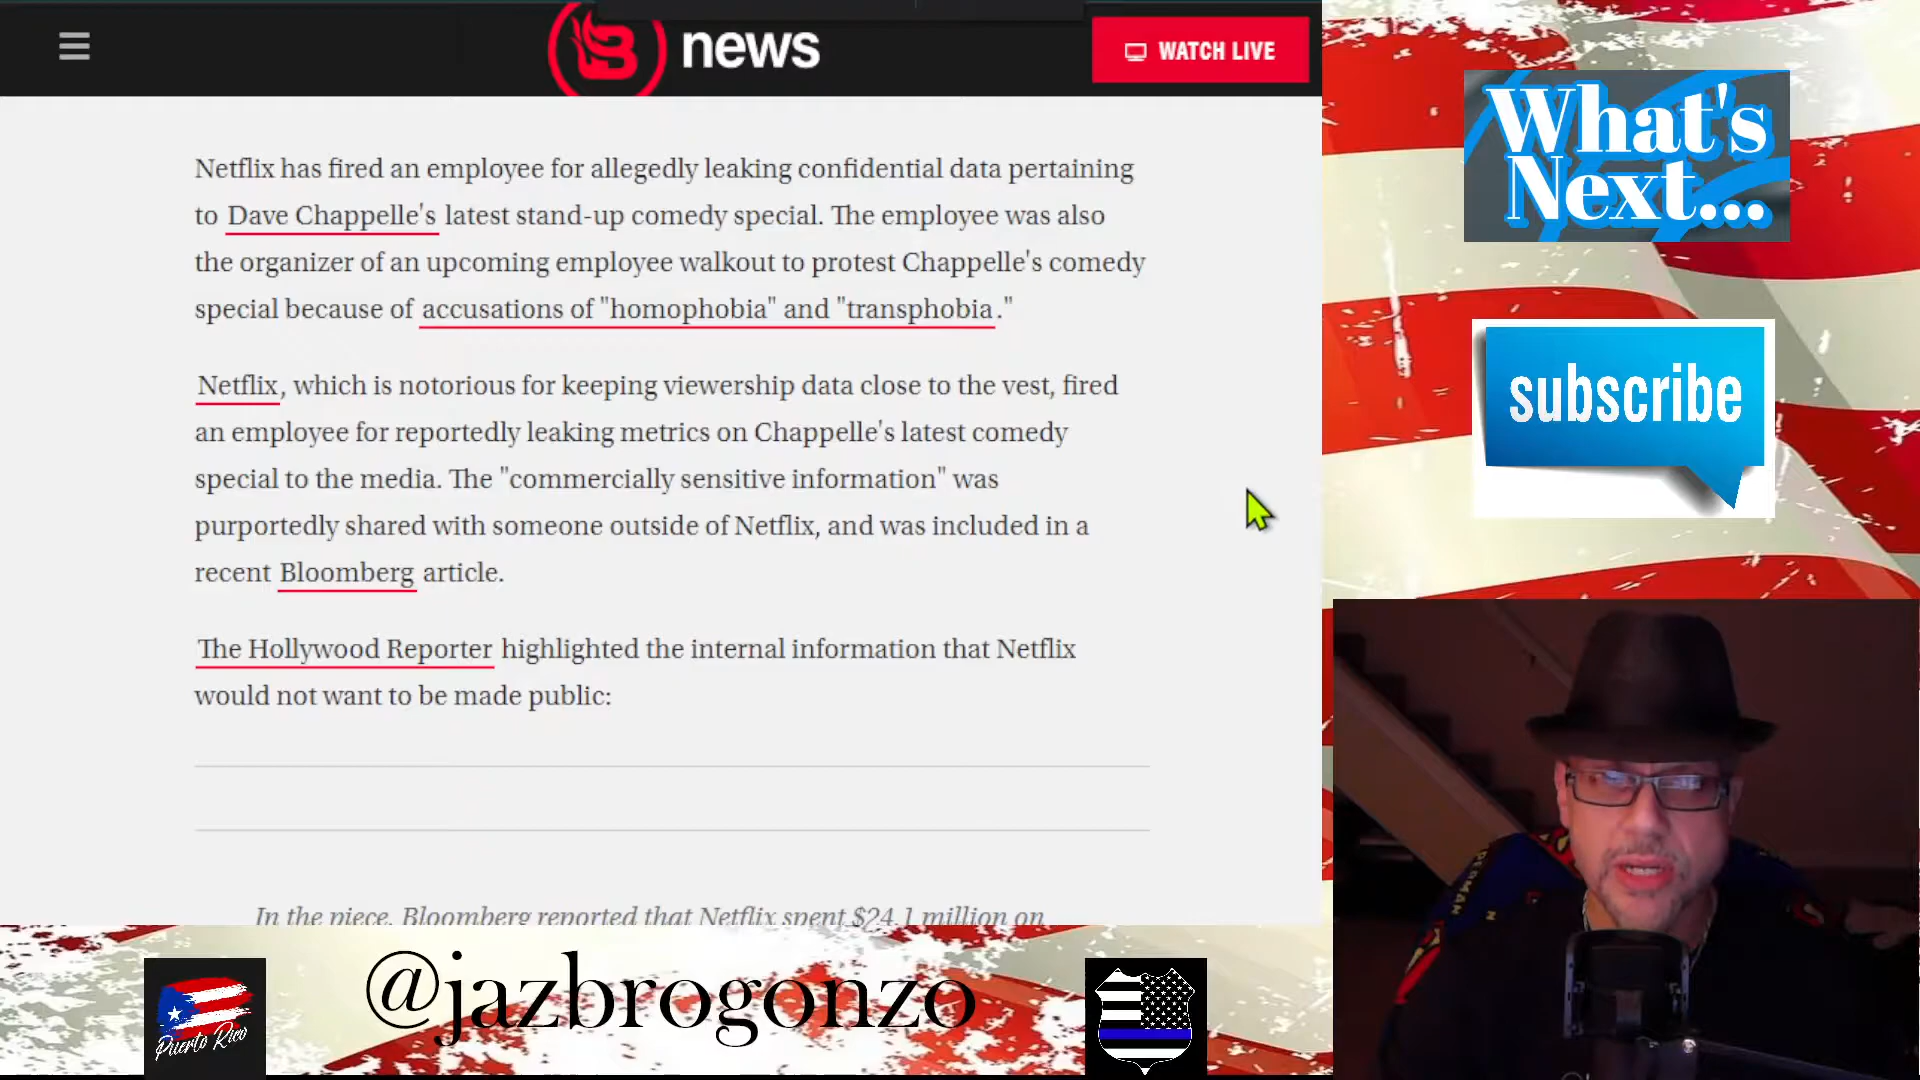 news
WATCH LIVE
Netflix has fired an employee for allegedly leaking confidential data pertaining
to Dave Chappelle's latest stand-up comedy special. The employee was also
the organizer of an upcoming employee walkout to protest Chappelle's comedy
special because of accusations of "homophobia" and "transphobia."
Netflix, which is notorious for keeping viewership data close to the vest, fired
an employee for reportedly leaking metrics on Chappelle's latest comedy
special to the media. The "commercially sensitive information" was
purportedly shared with someone outside of Netflix, and was included in a
recent Bloomberg article.
The Hollywood Reporter highlighted the internal information that Netflix
would not want to be made public:
In the piece, Bloomberg reported that Netflix spent $24.1 million on
What's
Next...
subscribe
@jazbrogonzo
Puerto Rico